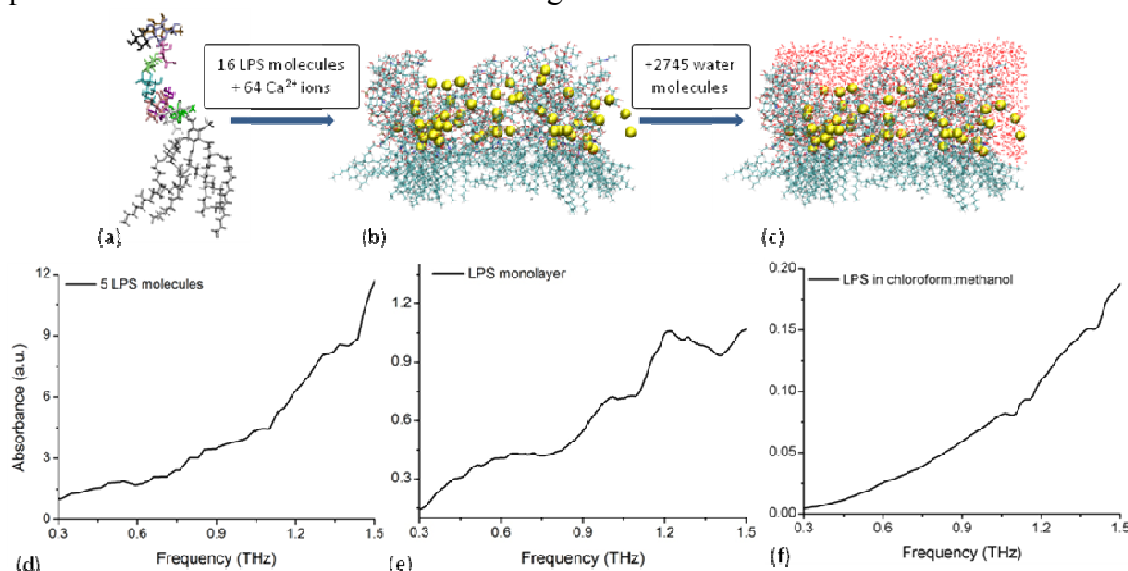 16 LPS molecules
+ 64 Ca²⁺ ions
+2745 water
molecules
(a)
(b)
(c)
5 LPS molecules
12
9
6
3
0
Absorbance (a.u.)
0.3 0.6 0.9 1.2 1.5
Frequency (THz)
(d)
LPS monolayer
1.2
0.9
0.6
0.3
0.3 0.6 0.9 1.2 1.5
Frequency (THz)
(e)
LPS in chloroform:methanol
0.20
0.15
0.10
0.05
0.00
0.3 0.6 0.9 1.2 1.5
Frequency (THz)
(f)